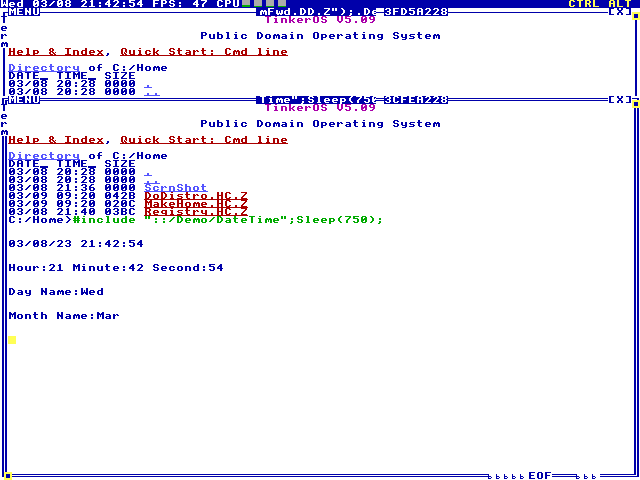 Wed 03/08 21:42:54 FPS: 47 CPU CTRL ALT
MENU mFwd.DD.Z");.De 3FD5A228 [X]
Term
TinkerOS V5.09
Public Domain Operating System
Help & Index, Quick Start: Cmd line
Directory of C:/Home
DATE_ TIME_ SIZE
03/08 20:28 0000 .
03/08 20:28 0000 ..
MENU Time";Sleep(750 3CFEA228 [X]
Term
TinkerOS V5.09
Public Domain Operating System
Help & Index, Quick Start: Cmd line
Directory of C:/Home
DATE_ TIME_ SIZE
03/08 20:28 0000 .
03/08 20:28 0000 ..
03/08 21:36 0000 ScrnShot
03/09 09:20 042B DoDistro.HC.Z
03/09 09:20 020C MakeHome.HC.Z
03/08 21:40 03BC Registry.HC.Z
C:/Home>#include "::/Demo/DateTime";Sleep(750);
03/08/23 21:42:54
Hour:21 Minute:42 Second:54
Day Name:Wed
Month Name:Mar
EOF